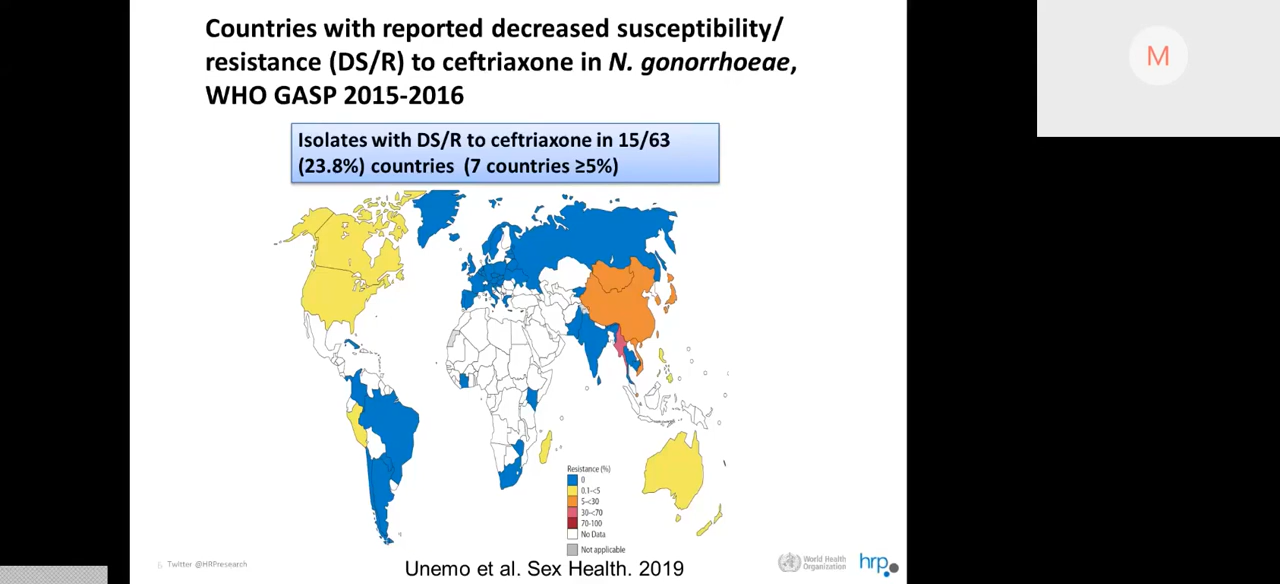 Countries with reported decreased susceptibility/
resistance (DS/R) to ceftriaxone in N. gonorrhoeae,
WHO GASP 2015-2016
M
Isolates with DS/R to ceftriaxone in 15/63
(23.8%) countries (7 countries ≥5%)
Resistance (%)
0
0.1–<5
5–<30
30–<70
70-100
No Data
Not applicable
Twitter @HRPresearch
Unemo et al. Sex Health. 2019
World Health
Organization
hrp